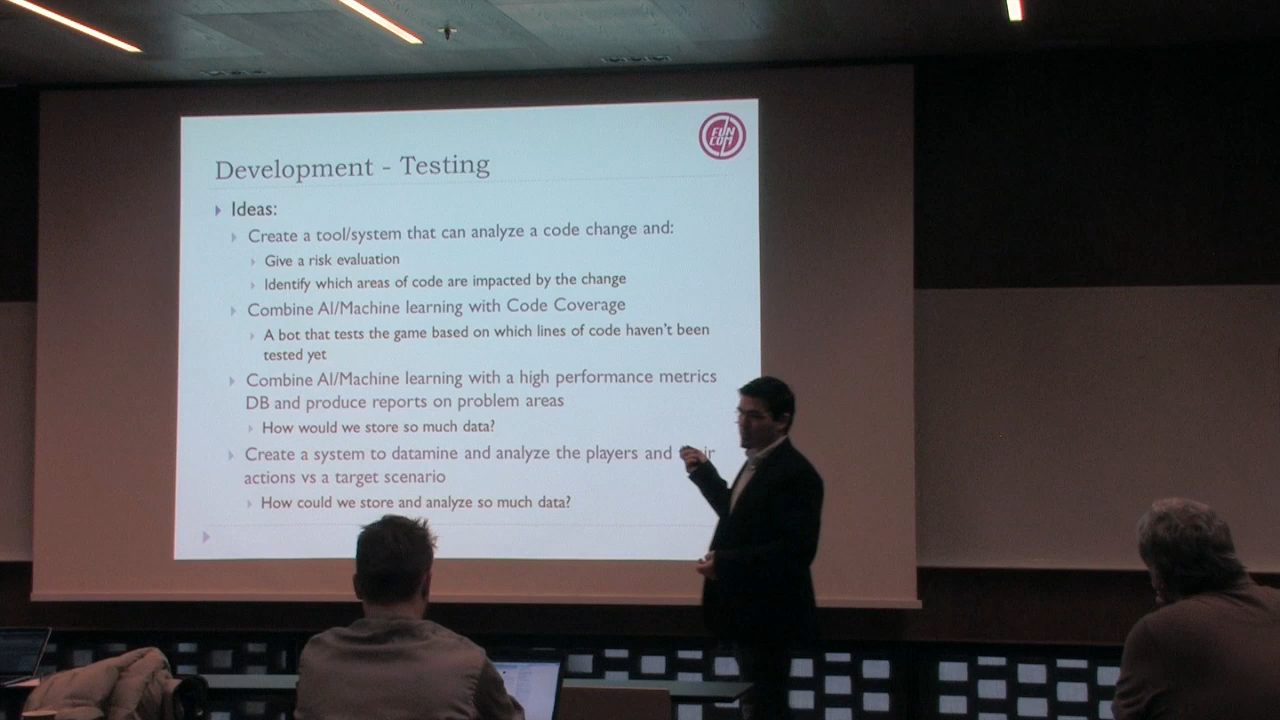 FUN
COM
Development - Testing
Ideas:
Create a tool/system that can analyze a code change and:
Give a risk evaluation
Identify which areas of code are impacted by the change
Combine AI/Machine learning with Code Coverage
A bot that tests the game based on which lines of code haven't been
tested yet
Combine AI/Machine learning with a high performance metrics
DB and produce reports on problem areas
How would we store so much data?
Create a system to datamine and analyze the players and
actions vs a target scenario
How could we store and analyze so much data?